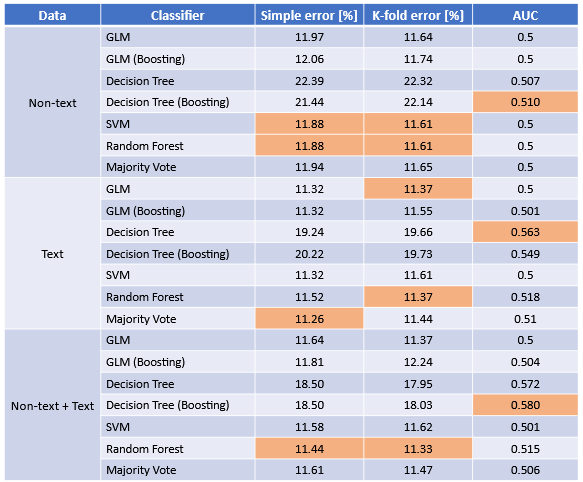 Data Classifier Simple error [%] K-fold error [%] AUC
Non-text
GLM 11.97 11.64 0.5
GLM (Boosting) 12.06 11.74 0.5
Decision Tree 22.39 22.32 0.507
Decision Tree (Boosting) 21.44 22.14 0.510
SVM 11.88 11.61 0.5
Random Forest 11.88 11.61 0.5
Majority Vote 11.94 11.65 0.5
Text
GLM 11.32 11.37 0.5
GLM (Boosting) 11.32 11.55 0.501
Decision Tree 19.24 19.66 0.563
Decision Tree (Boosting) 20.22 19.73 0.549
SVM 11.32 11.61 0.5
Random Forest 11.52 11.37 0.518
Majority Vote 11.26 11.44 0.51
Non-text + Text
GLM 11.64 11.37 0.5
GLM (Boosting) 11.81 12.24 0.504
Decision Tree 18.50 17.95 0.572
Decision Tree (Boosting) 18.50 18.03 0.580
SVM 11.58 11.62 0.501
Random Forest 11.44 11.33 0.515
Majority Vote 11.61 11.47 0.506